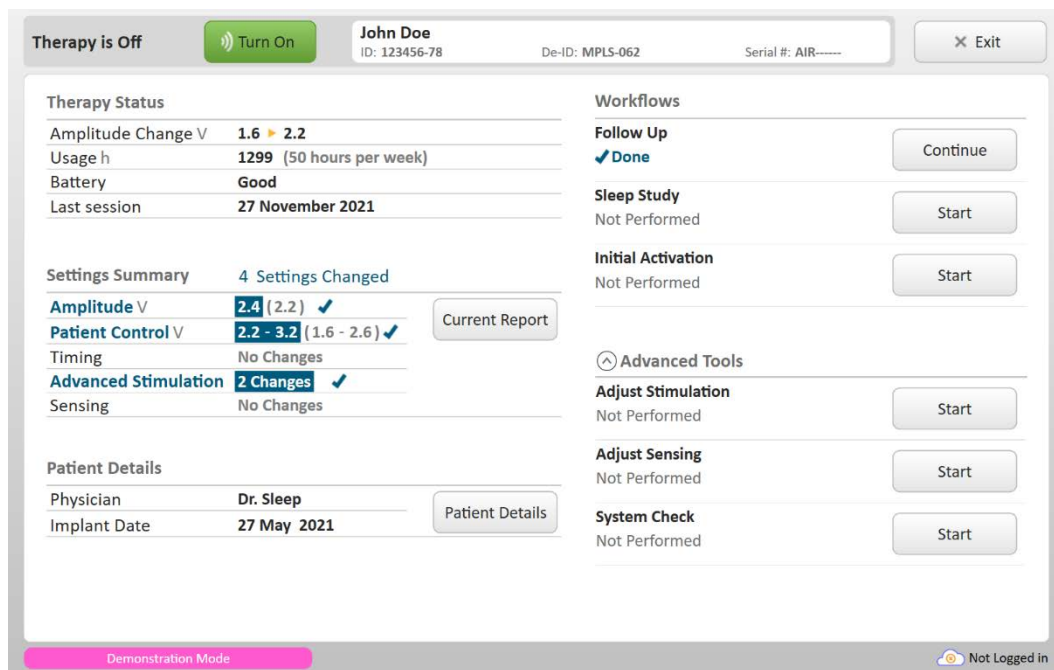 Therapy is Off
Turn On
John Doe
ID: 123456-78 De-ID: MPLS-062 Serial #: AIR------
× Exit
Therapy Status
Amplitude Change V 1.6 ▶ 2.2
Usage h 1299 (50 hours per week)
Battery Good
Last session 27 November 2021
Settings Summary 4 Settings Changed
Amplitude V 2.4 (2.2) ✔
Patient Control V 2.2 - 3.2 (1.6 - 2.6) ✔
Timing No Changes
Advanced Stimulation 2 Changes ✔
Sensing No Changes
Current Report
Patient Details
Physician Dr. Sleep
Implant Date 27 May 2021
Patient Details
Workflows
Follow Up
✔Done
Continue
Sleep Study
Not Performed
Start
Initial Activation
Not Performed
Start
Advanced Tools
Adjust Stimulation
Not Performed
Start
Adjust Sensing
Not Performed
Start
System Check
Not Performed
Start
Demonstration Mode
Not Logged in